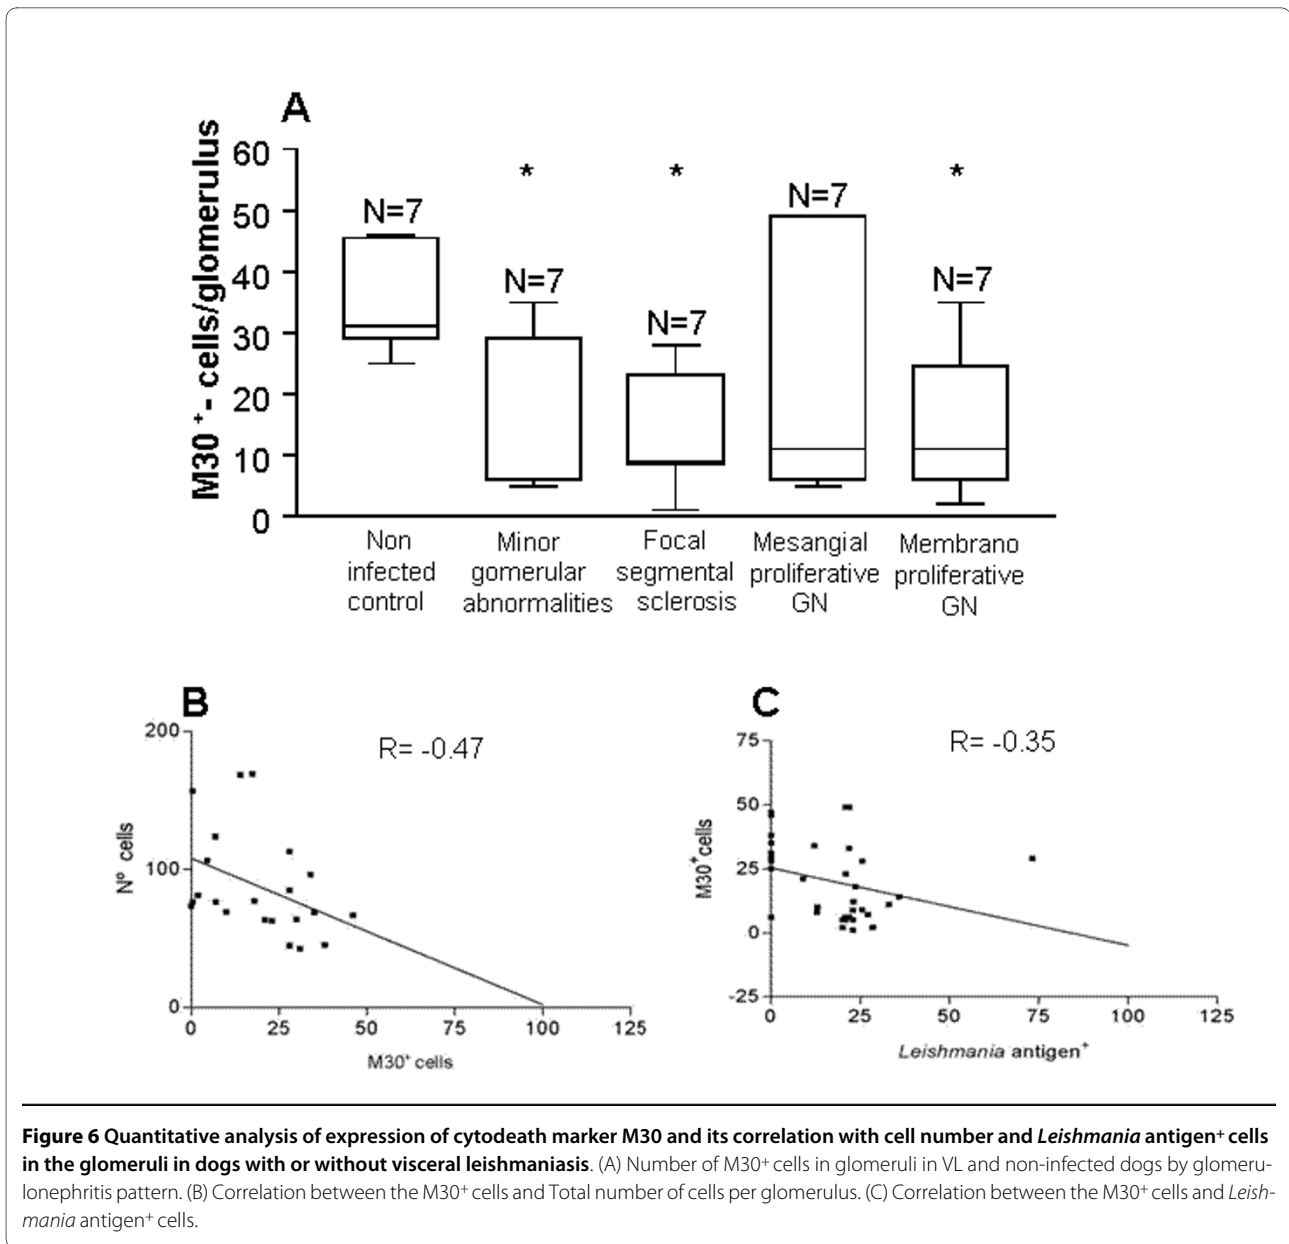 A
M30 +- cells/glomerulus
60
50
40
30
20
10
0
*
*
*
N=7
N=7
N=7
N=7
N=7
Non
infected
control
Minor
gomerular
abnormalities
Focal
segmental
sclerosis
Mesangial
proliferative
GN
Membrano
proliferative
GN
B
R= -0.47
Nº cells
200
100
0
0 25 50 75 100 125
M30+ cells
C
R= -0.35
M30+cells
75
50
25
0
-25
0 25 50 75 100 125
Leishmania antigen+
Figure 6 Quantitative analysis of expression of cytodeath marker M30 and its correlation with cell number and Leishmania antigen+ cells
in the glomeruli in dogs with or without visceral leishmaniasis. (A) Number of M30+ cells in glomeruli in VL and non-infected dogs by glomeru-
lonephritis pattern. (B) Correlation between the M30+ cells and Total number of cells per glomerulus. (C) Correlation between the M30+ cells and Leish-
mania antigen+ cells.